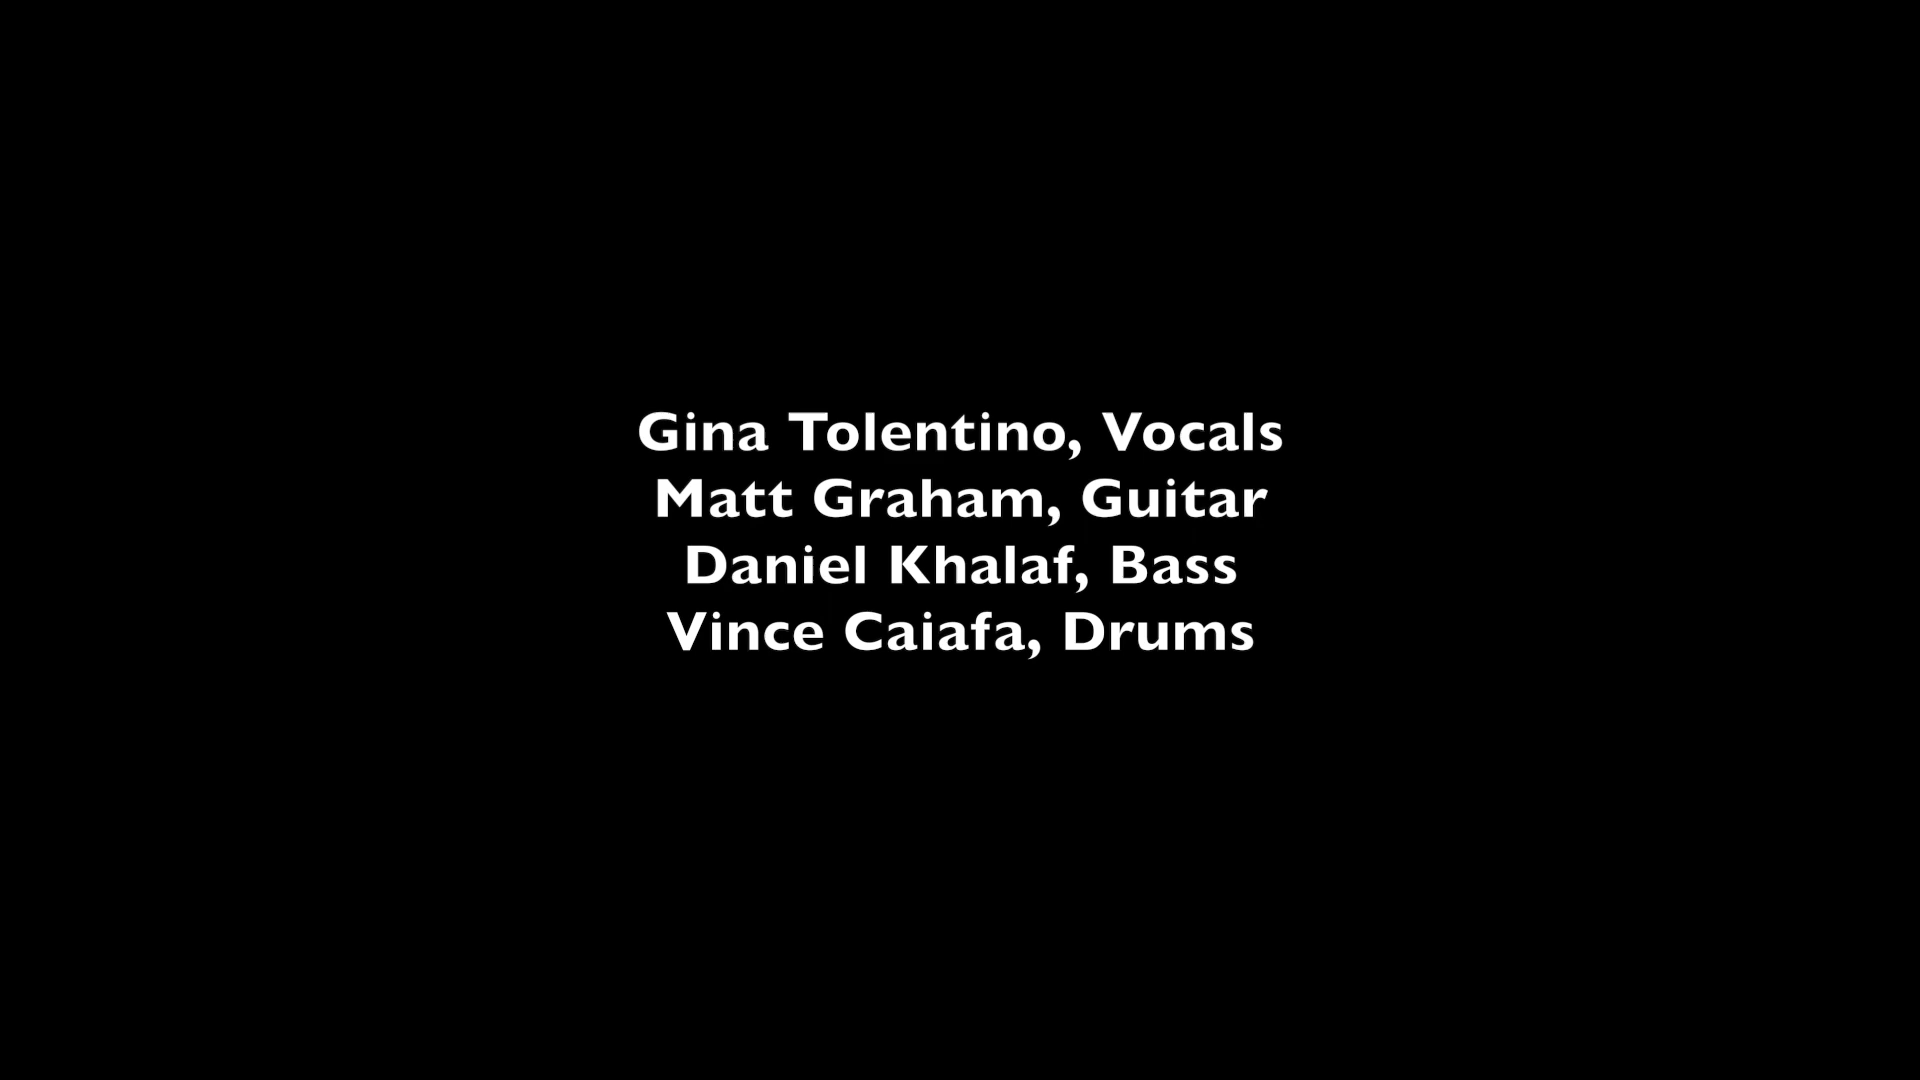 Gina Tolentino, Vocals
Matt Graham, Guitar
Daniel Khalaf, Bass
Vince Caiafa, Drums